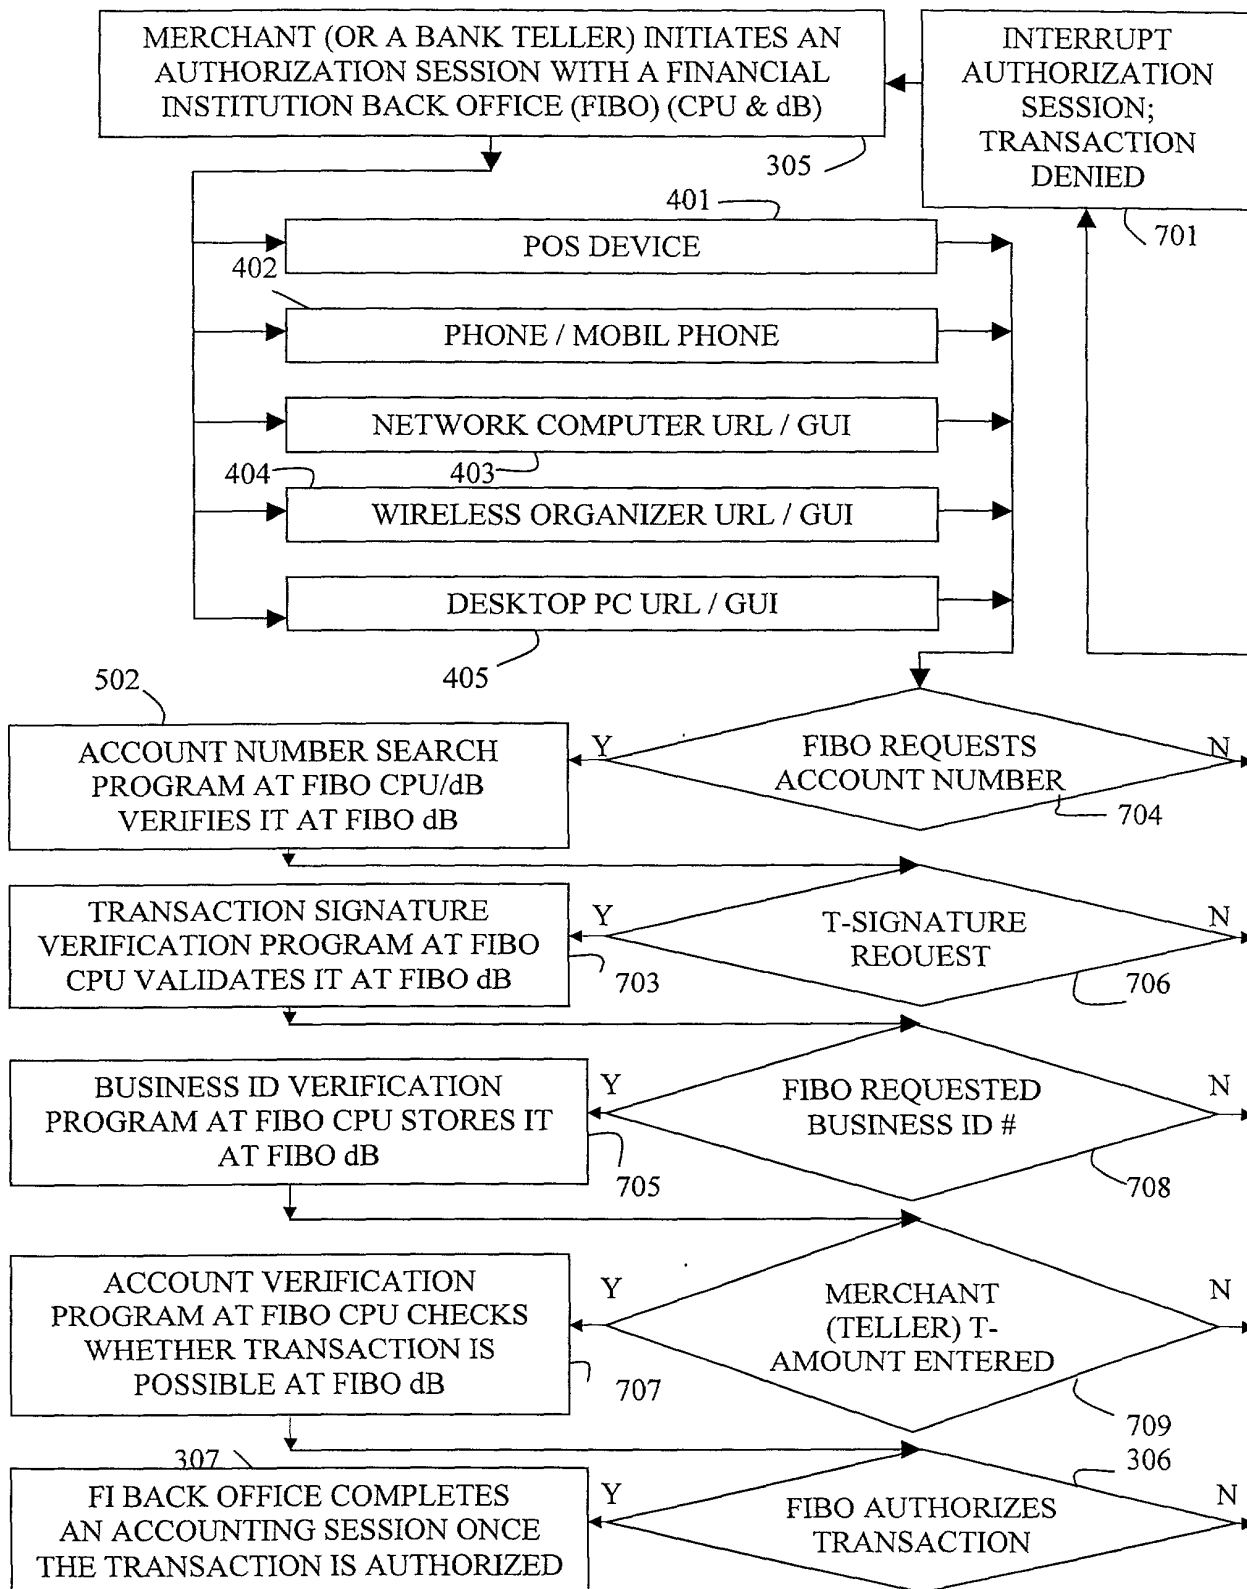 MERCHANT (OR A BANK TELLER) INITIATES AN
AUTHORIZATION SESSION WITH A FINANCIAL
INSTITUTION BACK OFFICE (FIBO) (CPU & dB)
305
INTERRUPT
AUTHORIZATION
SESSION;
TRANSACTION
DENIED
701
401
POS DEVICE
402
PHONE / MOBIL PHONE
NETWORK COMPUTER URL / GUI
403
404
WIRELESS ORGANIZER URL / GUI
DESKTOP PC URL / GUI
405
502
ACCOUNT NUMBER SEARCH
PROGRAM AT FIBO CPU/dB
VERIFIES IT AT FIBO dB
Y
FIBO REQUESTS
ACCOUNT NUMBER
N
704
TRANSACTION SIGNATURE
VERIFICATION PROGRAM AT FIBO
CPU VALIDATES IT AT FIBO dB
703
Y
T-SIGNATURE
REQUEST
N
706
BUSINESS ID VERIFICATION
PROGRAM AT FIBO CPU STORES IT
AT FIBO dB
705
Y
FIBO REQUESTED
BUSINESS ID #
N
708
ACCOUNT VERIFICATION
PROGRAM AT FIBO CPU CHECKS
WHETHER TRANSACTION IS
POSSIBLE AT FIBO dB
707
Y
MERCHANT
(TELLER) T-
AMOUNT ENTERED
N
709
307
FI BACK OFFICE COMPLETES
AN ACCOUNTING SESSION ONCE
THE TRANSACTION IS AUTHORIZED
Y
306
FIBO AUTHORIZES
TRANSACTION
N